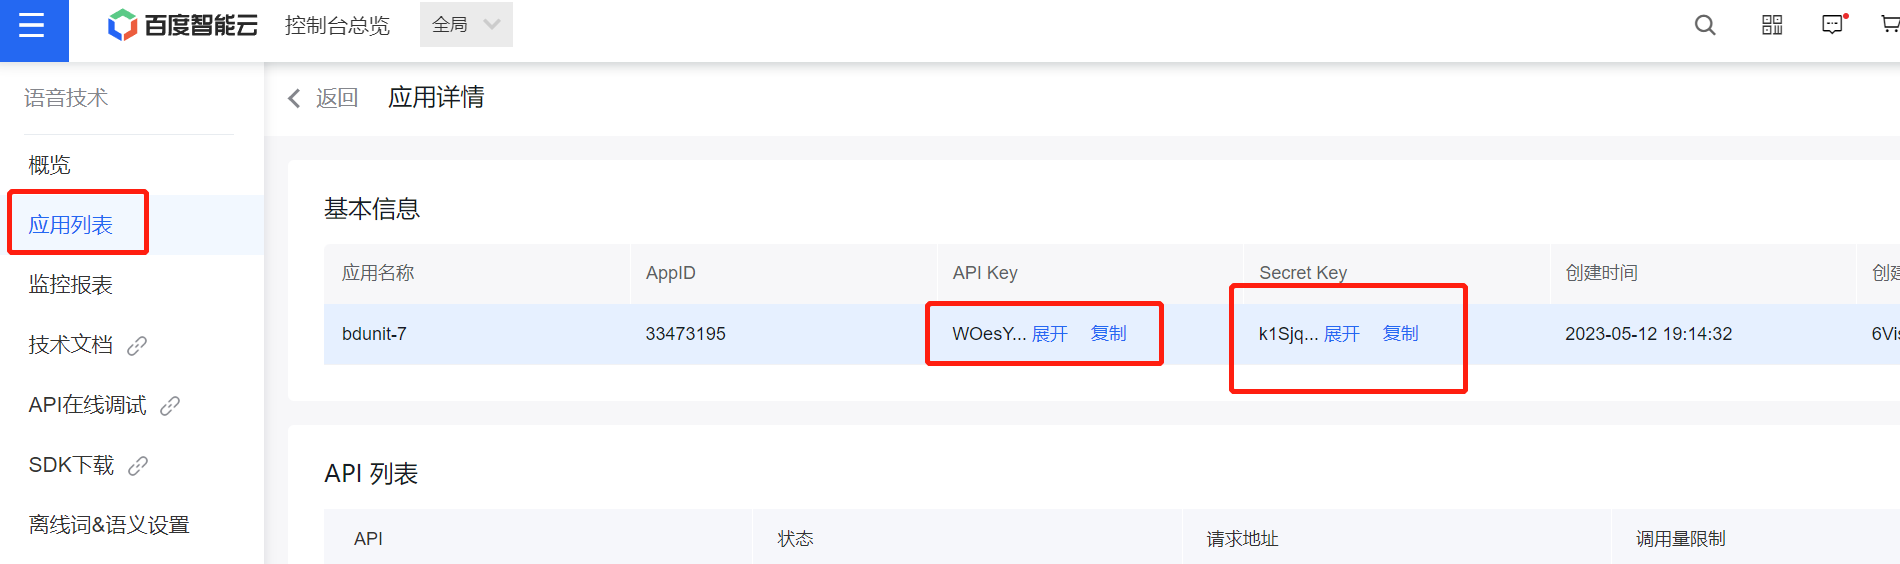 百度智能云 控制台总览 全局
语音技术
返回 应用详情
概览
应用列表
监控报表
技术文档
API在线调试
SDK下载
离线词&语义设置
基本信息
应用名称 AppID API Key Secret Key 创建时间 创
bdunit-7 33473195 WOesY... 展开 复制 k1Sjq... 展开 复制 2023-05-12 19:14:32 6Vis
API 列表
API 状态 请求地址 调用量限制